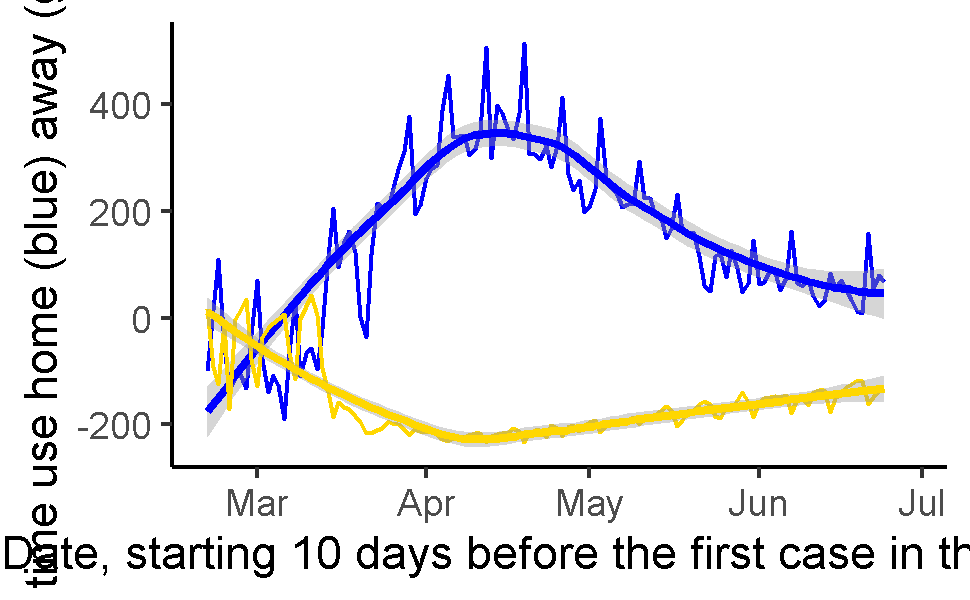 time use home (blue) away (
400
200
0
-200
Mar Apr May Jun Jul
Date, starting 10 days before the first case in th